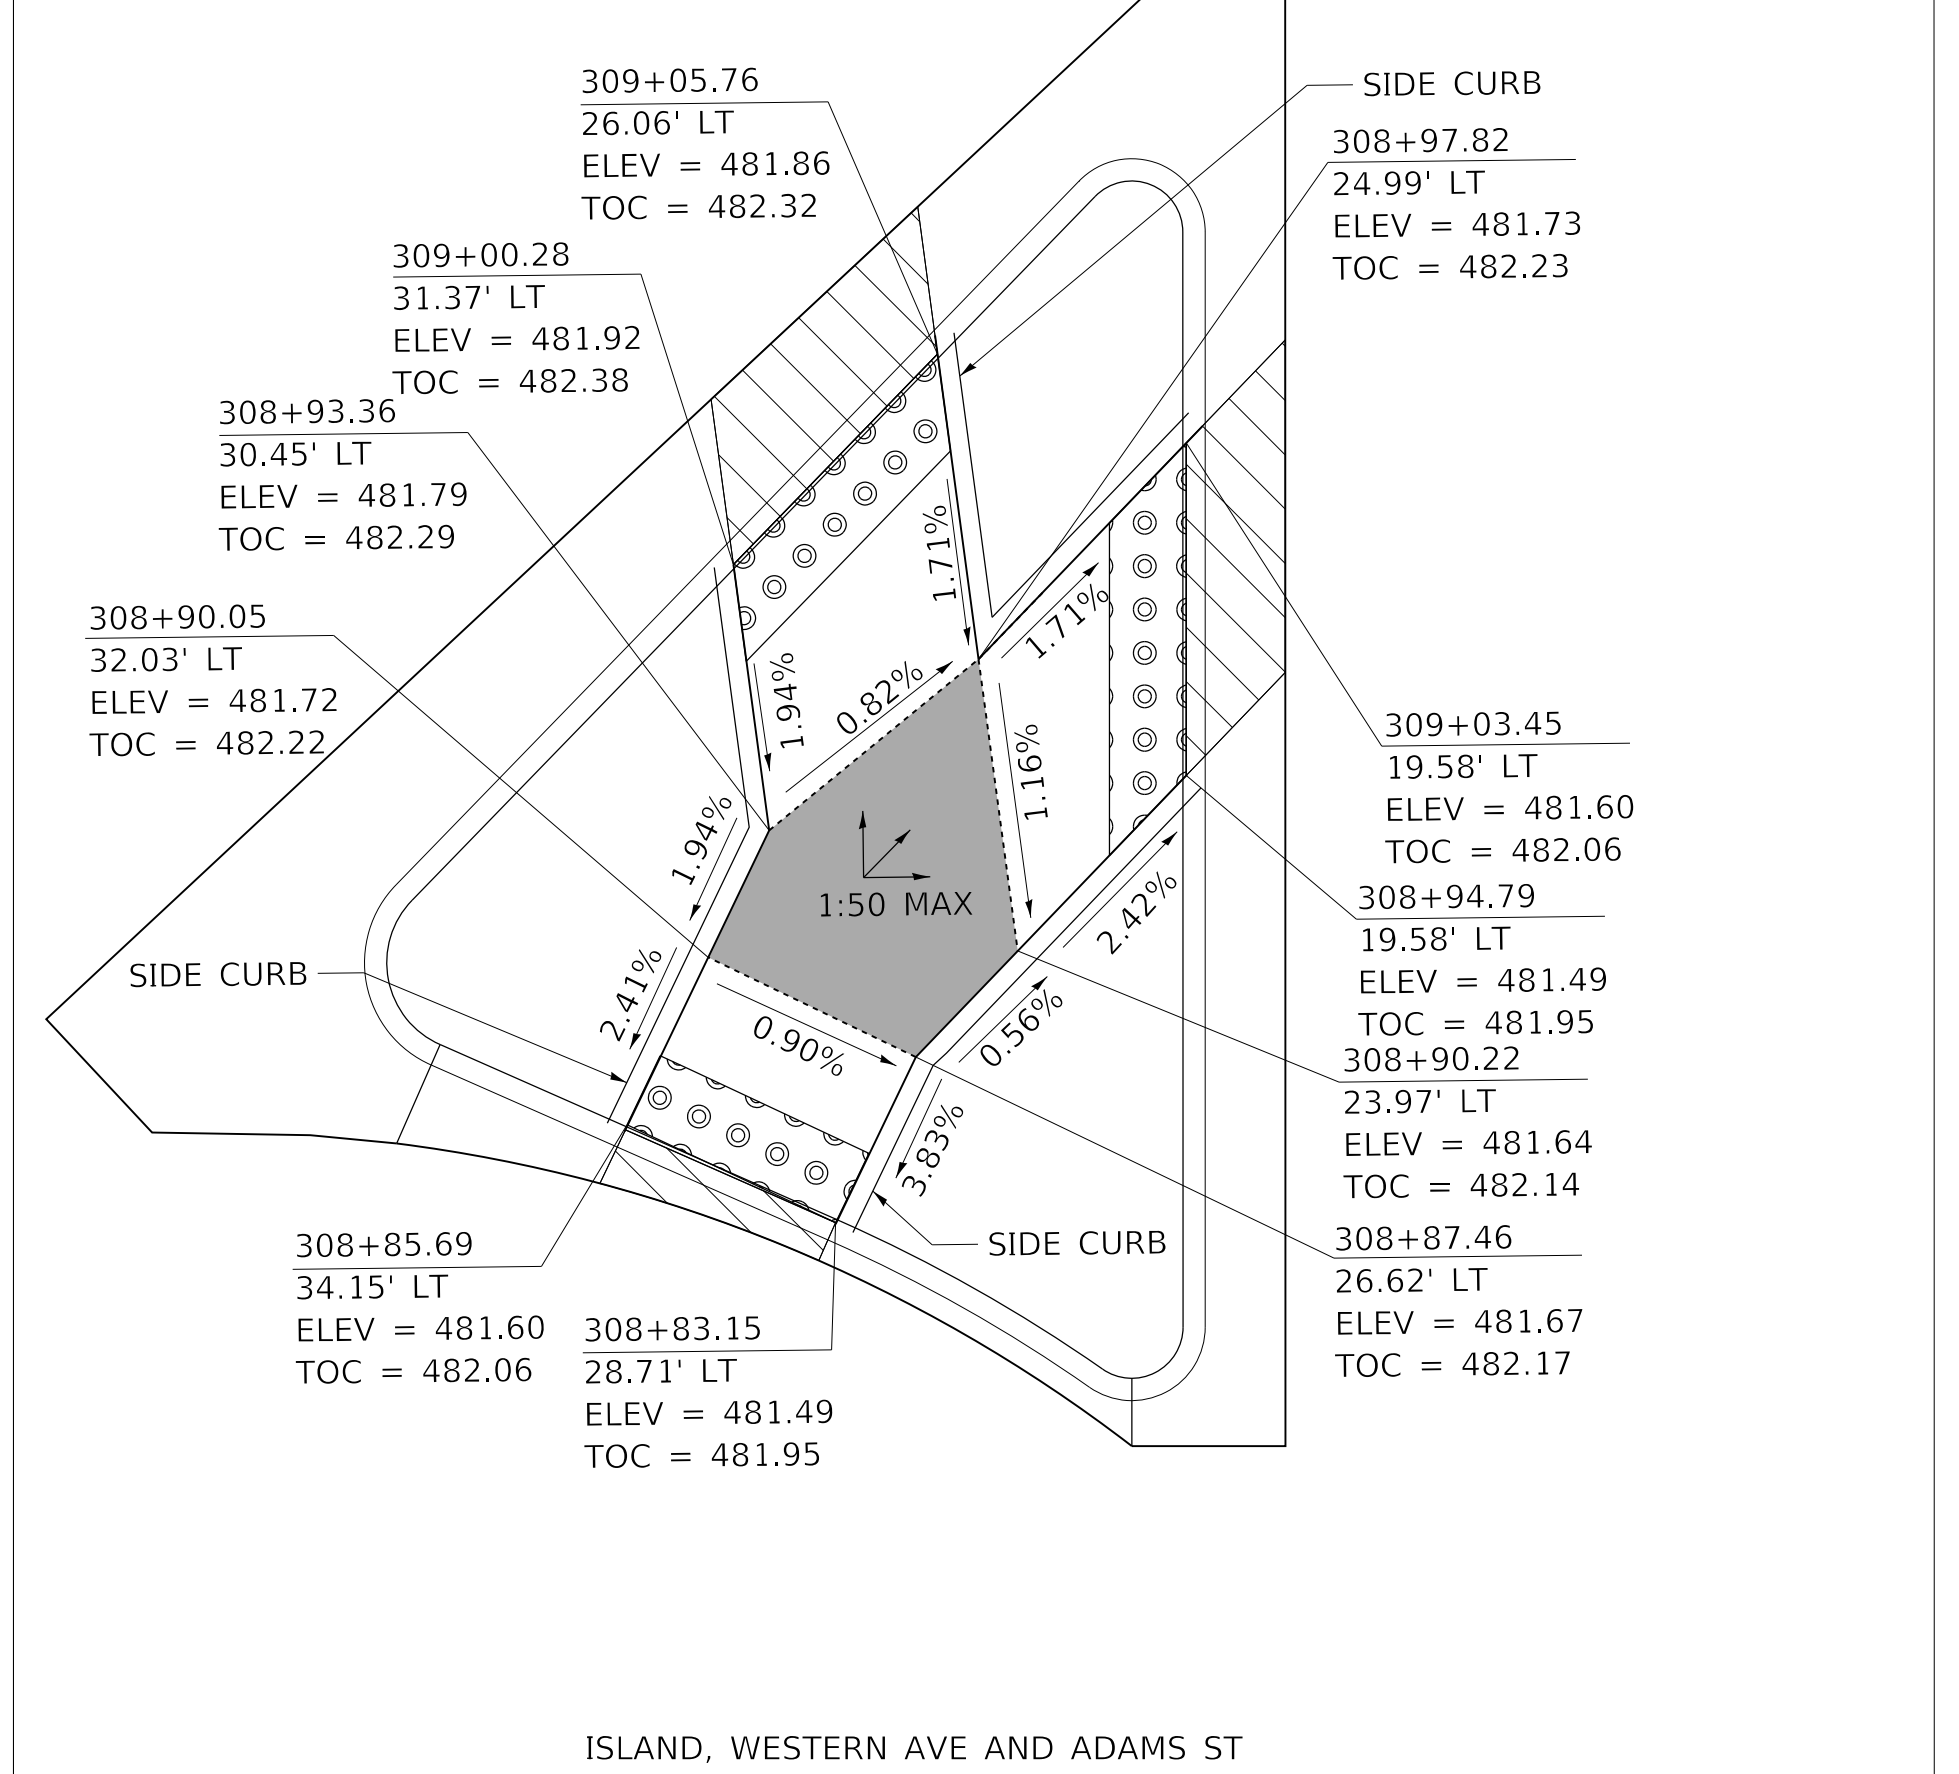 309+05.76
26.06' LT
ELEV = 481.86
TOC = 482.32
SIDE CURB
308+97.82
24.99' LT
ELEV = 481.73
TOC = 482.23
309+00.28
31.37' LT
ELEV = 481.92
TOC = 482.38
308+93.36
30.45' LT
ELEV = 481.79
TOC = 482.29
308+90.05
32.03' LT
ELEV = 481.72
TOC = 482.22
1.71%
1.71%
1.94%
0.82%
1.16%
1.94%
1:50 MAX
2.42%
2.41%
0.90%
0.56%
3.83%
309+03.45
19.58' LT
ELEV = 481.60
TOC = 482.06
308+94.79
19.58' LT
ELEV = 481.49
TOC = 481.95
SIDE CURB
308+90.22
23.97' LT
ELEV = 481.64
TOC = 482.14
308+87.46
26.62' LT
ELEV = 481.67
TOC = 482.17
SIDE CURB
308+85.69
34.15' LT
ELEV = 481.60
TOC = 482.06
308+83.15
28.71' LT
ELEV = 481.49
TOC = 481.95
ISLAND, WESTERN AVE AND ADAMS ST